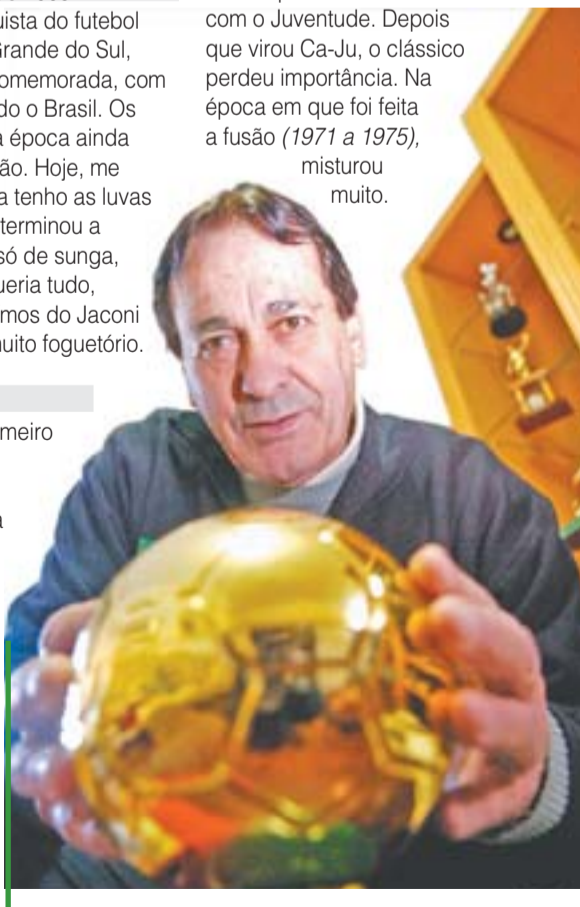 uista do futebol
Grande do Sul,
omemorada, com
do o Brasil. Os
a época ainda
ão. Hoje, me
a tenho as luvas
terminou a
só de sunga,
ueria tudo,
mos do Jaconi
uito foguetório.
meiro
a
com o Juventude. Depois
que virou Ca-Ju, o clássico
perdeu importância. Na
época em que foi feita
a fusão (1971 a 1975),
misturou
muito.